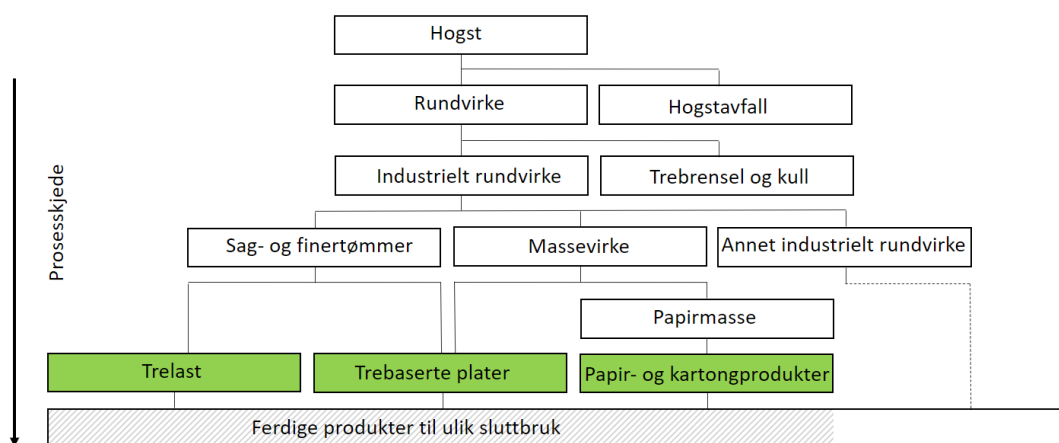 Hogst
Rundvirke
Hogstavfall
Prosesskjede
Industrielt rundvirke
Trebrensel og kull
Sag- og finertømmer
Massevirke
Annet industrielt rundvirke
Papirmasse
Trelast
Trebaserte plater
Papir- og kartongprodukter
Ferdige produkter til ulik sluttbruk